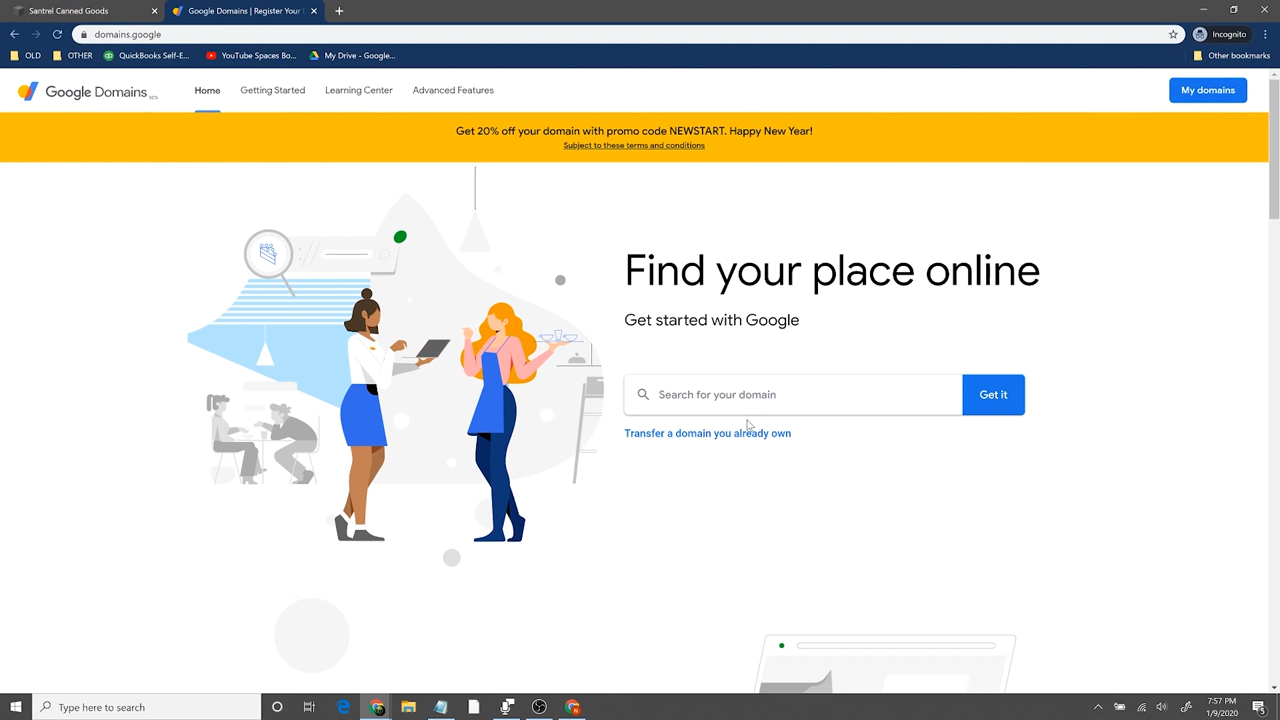 Santrel Canned Goods
Google Domains | Register Your D
domains.google
Incognito
OLD
OTHER
QuickBooks Self-E...
YouTube Spaces Bo...
My Drive - Google...
Other bookmarks
Google Domains BETA
Home
Getting Started
Learning Center
Advanced Features
My domains
Get 20% off your domain with promo code NEWSTART. Happy New Year!
Subject to these terms and conditions
Find your place online
Get started with Google
Search for your domain
Get it
Transfer a domain you already own
Type here to search
7:57 PM
1/9/2020